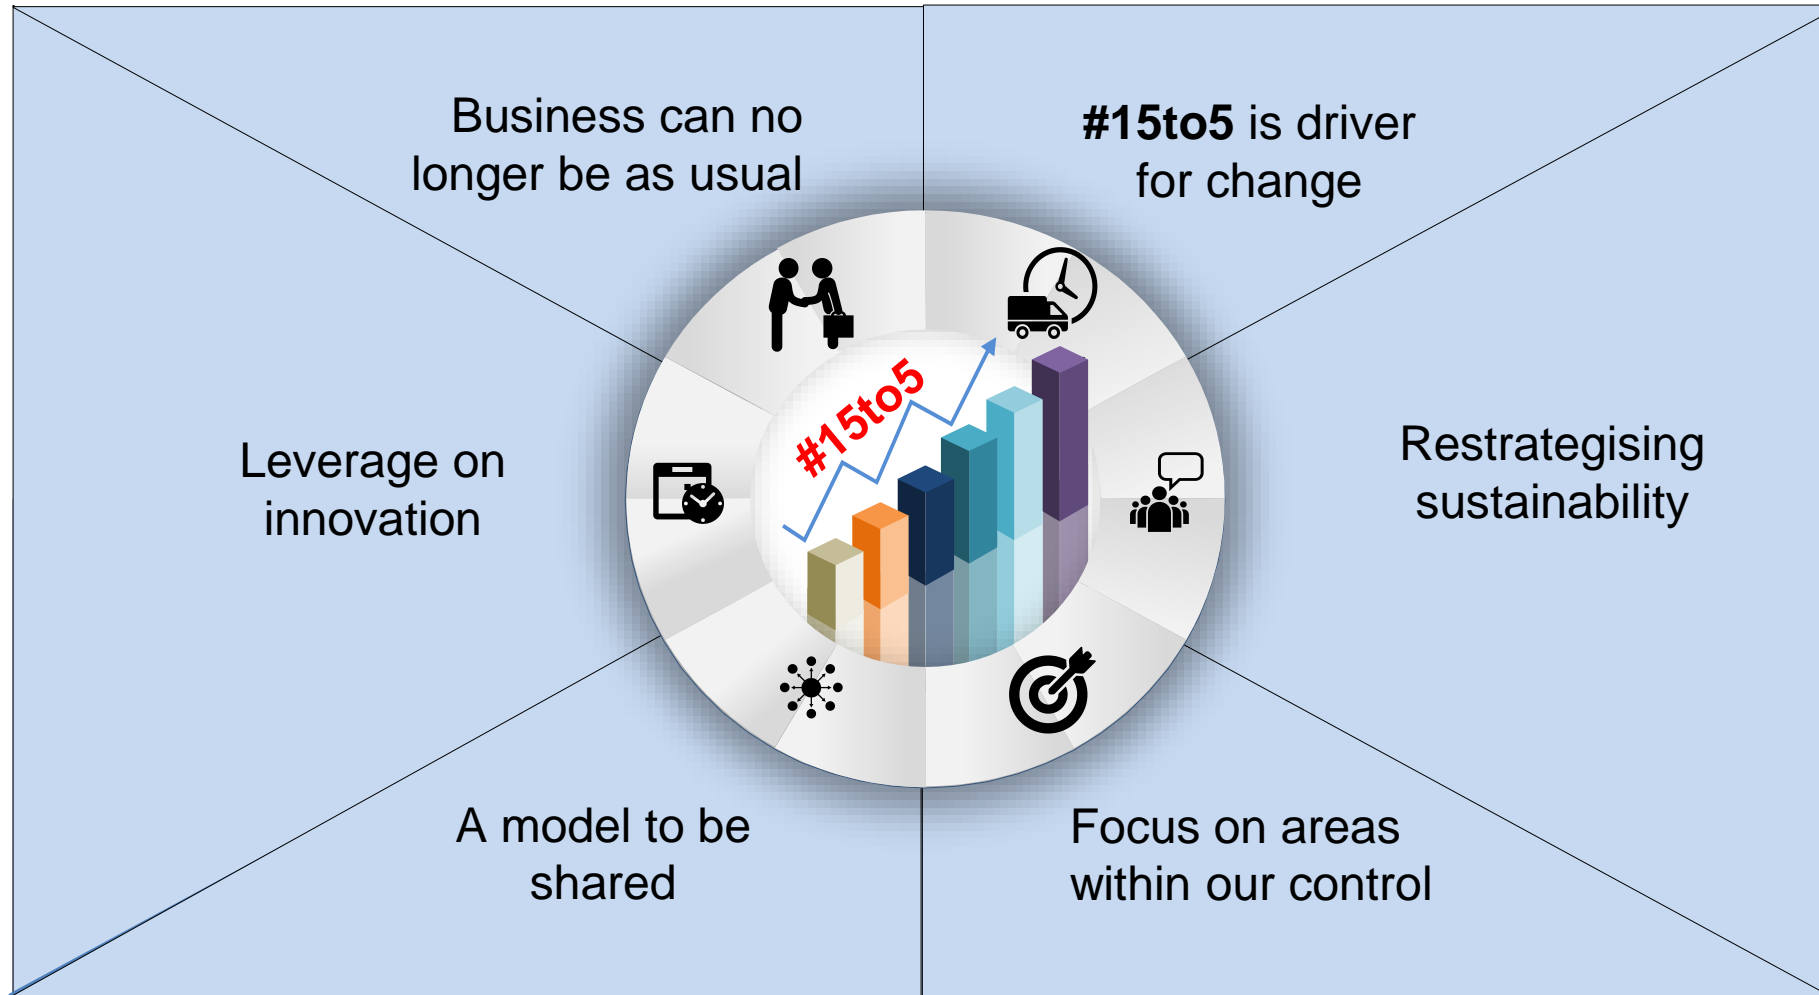 Business can no
longer be as usual
#15to5 is driver
for change
#15to5
Leverage on
innovation
Restrategising
sustainability
A model to be
shared
Focus on areas
within our control